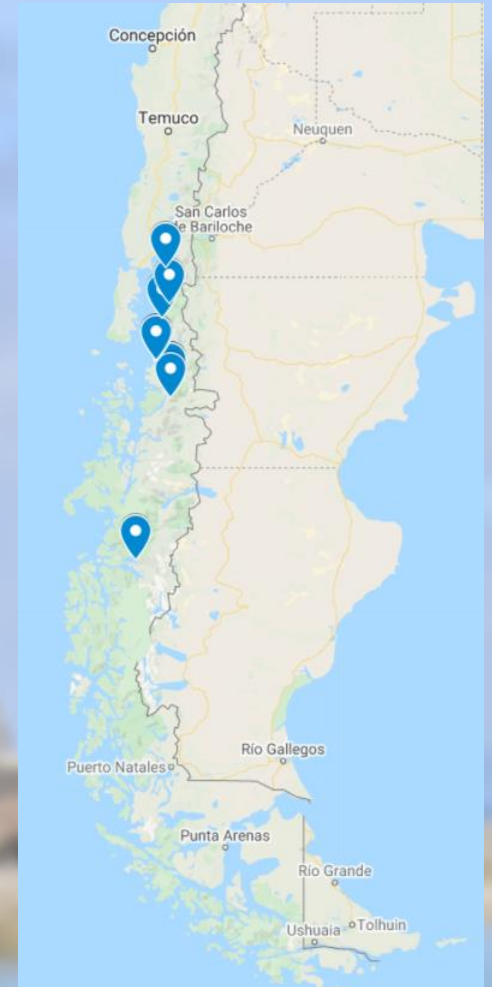 Concepción
Temuco
Neuquen
San Carlos
de Bariloche
Río Gallegos
Puerto Natales
Punta Arenas
Río Grande
Ushuaia
Tolhuin